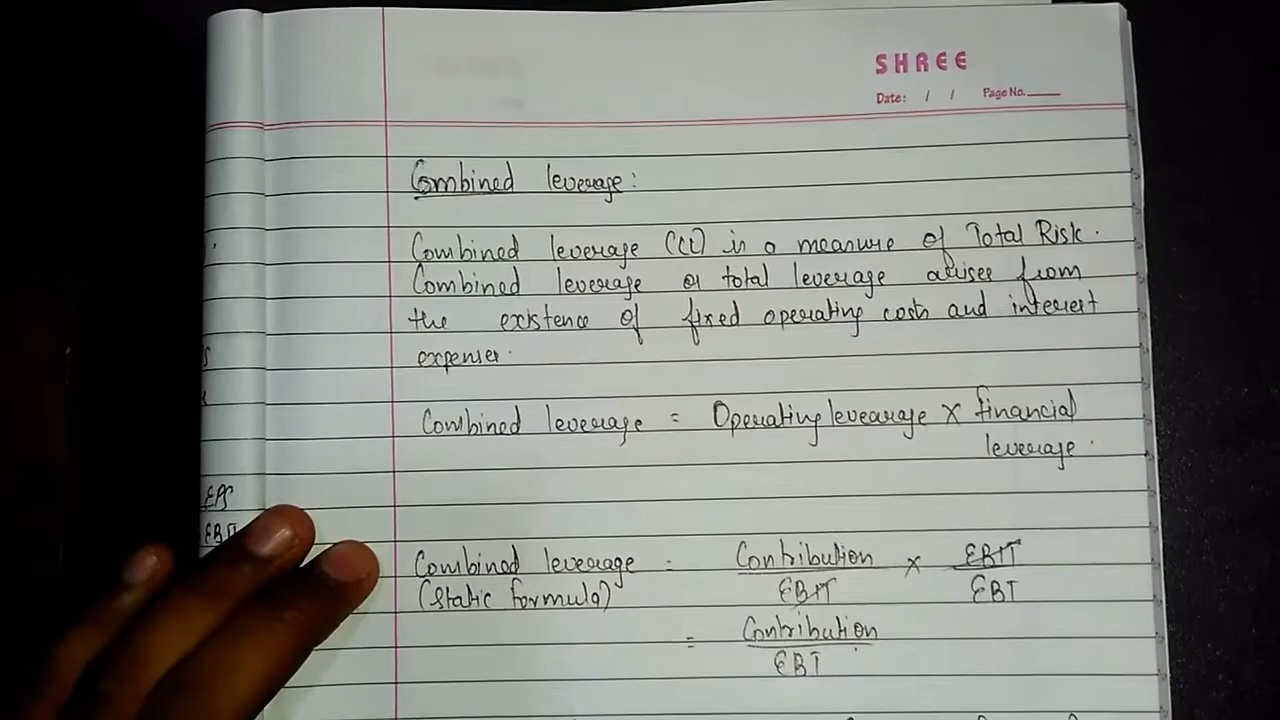 SHREE
Date: / / Page No.
Combined leverage:
Combined leverage (CL) is a measure of Total Risk.
Combined leverage or total leverage arises from
the existence of fixed operating costs and interest
expenses.
Combined leverage = Operating levearage × financial
leverage.
EPS
Combined leverage = Contribution × EBIT
(static formula) EBIT EBT
= Contribution
EBT